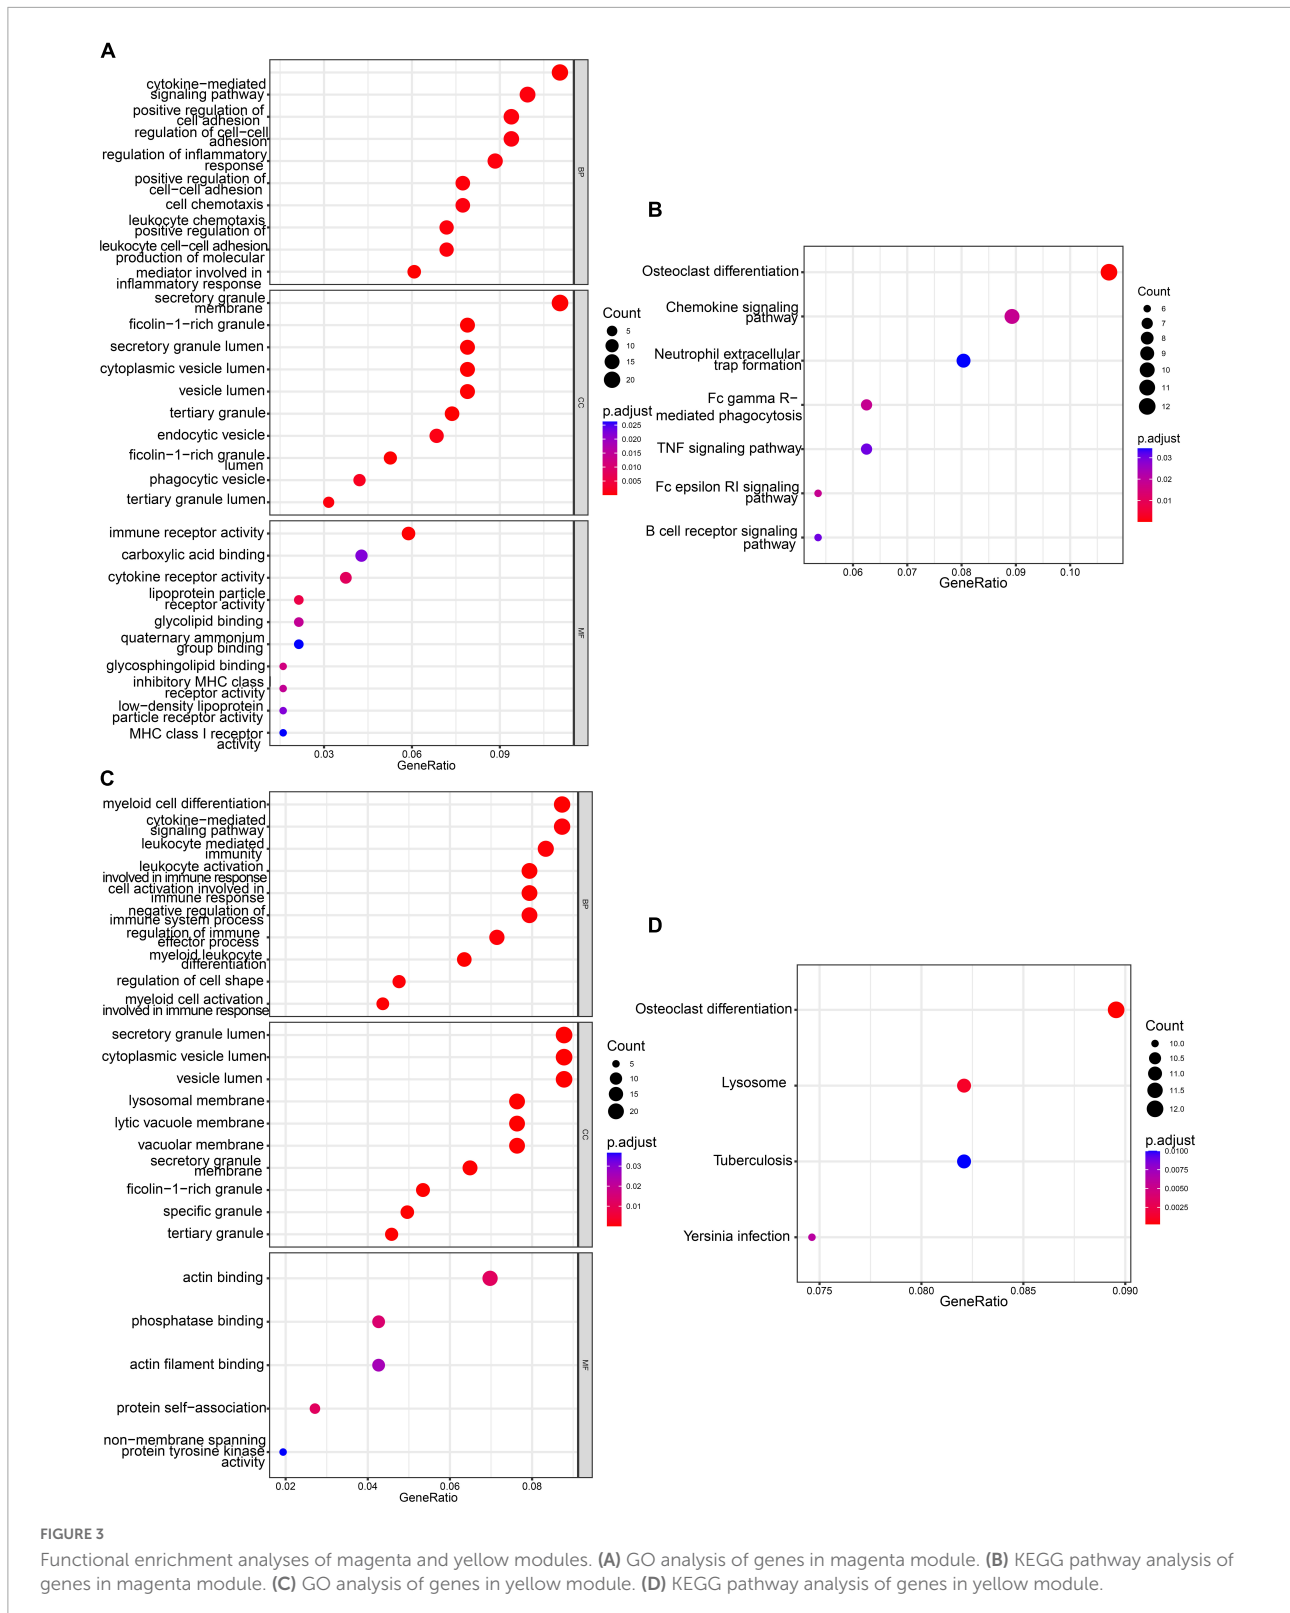 A
cytokine−mediated
signaling pathway
positive regulation of
cell adhesion
regulation of cell−cell
adhesion
regulation of inflammatory
response
positive regulation of
cell−cell adhesion
cell chemotaxis
leukocyte chemotaxis
positive regulation of
leukocyte cell−cell adhesion
production of molecular
mediator involved in
inflammatory response
BP
secretory granule
membrane
ficolin−1−rich granule
secretory granule lumen
cytoplasmic vesicle lumen
vesicle lumen
tertiary granule
endocytic vesicle
ficolin−1−rich granule
lumen
phagocytic vesicle
tertiary granule lumen
CC
immune receptor activity
carboxylic acid binding
cytokine receptor activity
lipoprotein particle
receptor activity
glycolipid binding
quaternary ammonium
group binding
glycosphingolipid binding
inhibitory MHC class I
receptor activity
low−density lipoprotein
particle receptor activity
MHC class I receptor
activity
MF
0.03 0.06 0.09
GeneRatio
Count
5
10
15
20
p.adjust
0.025
0.020
0.015
0.010
0.005
B
Osteoclast differentiation
Chemokine signaling
pathway
Neutrophil extracellular
trap formation
Fc gamma R−
mediated phagocytosis
TNF signaling pathway
Fc epsilon RI signaling
pathway
B cell receptor signaling
pathway
0.06 0.07 0.08 0.09 0.10
GeneRatio
Count
6
7
8
9
10
11
12
p.adjust
0.03
0.02
0.01
C
myeloid cell differentiation
cytokine−mediated
signaling pathway
leukocyte mediated
immunity
leukocyte activation
involved in immune response
cell activation involved in
immune response
negative regulation of
immune system process
regulation of immune
effector process
myeloid leukocyte
differentiation
regulation of cell shape
myeloid cell activation
involved in immune response
BP
secretory granule lumen
cytoplasmic vesicle lumen
vesicle lumen
lysosomal membrane
lytic vacuole membrane
vacuolar membrane
secretory granule
membrane
ficolin−1−rich granule
specific granule
tertiary granule
CC
actin binding
phosphatase binding
actin filament binding
protein self−association
non−membrane spanning
protein tyrosine kinase
activity
MF
0.02 0.04 0.06 0.08
GeneRatio
Count
5
10
15
20
p.adjust
0.03
0.02
0.01
D
Osteoclast differentiation
Lysosome
Tuberculosis
Yersinia infection
0.075 0.080 0.085 0.090
GeneRatio
Count
10.0
10.5
11.0
11.5
12.0
p.adjust
0.0100
0.0075
0.0050
0.0025
FIGURE 3
Functional enrichment analyses of magenta and yellow modules. (A) GO analysis of genes in magenta module. (B) KEGG pathway analysis of
genes in magenta module. (C) GO analysis of genes in yellow module. (D) KEGG pathway analysis of genes in yellow module.